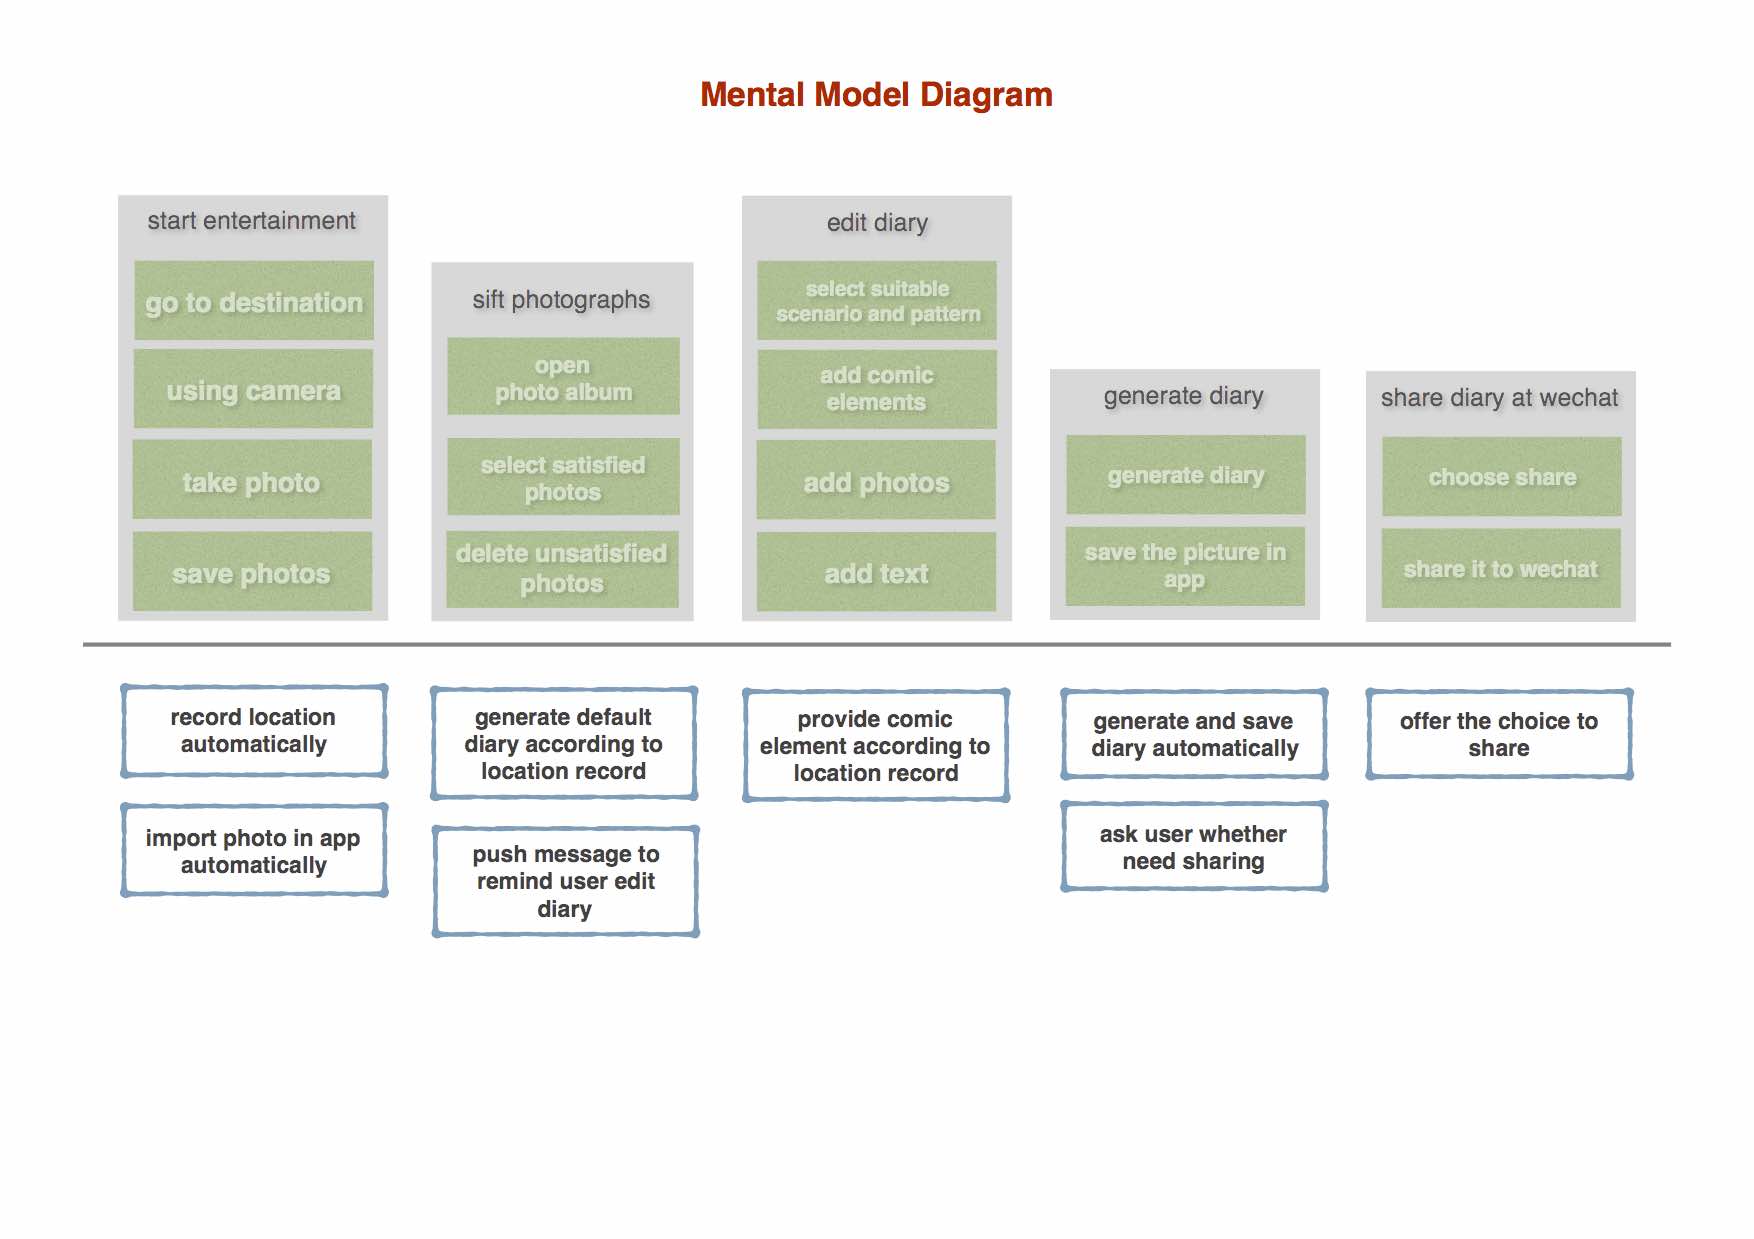 Mental Model Diagram
start entertainment
go to destination
using camera
take photo
save photos
sift photographs
open
photo album
select satisfied
photos
delete unsatisfied
photos
edit diary
select suitable
scenario and pattern
add comic
elements
add photos
add text
generate diary
generate diary
save the picture in
app
share diary at wechat
choose share
share it to wechat
record location
automatically
import photo in app
automatically
generate default
diary according to
location record
push message to
remind user edit
diary
provide comic
element according to
location record
generate and save
diary automatically
ask user whether
need sharing
offer the choice to
share